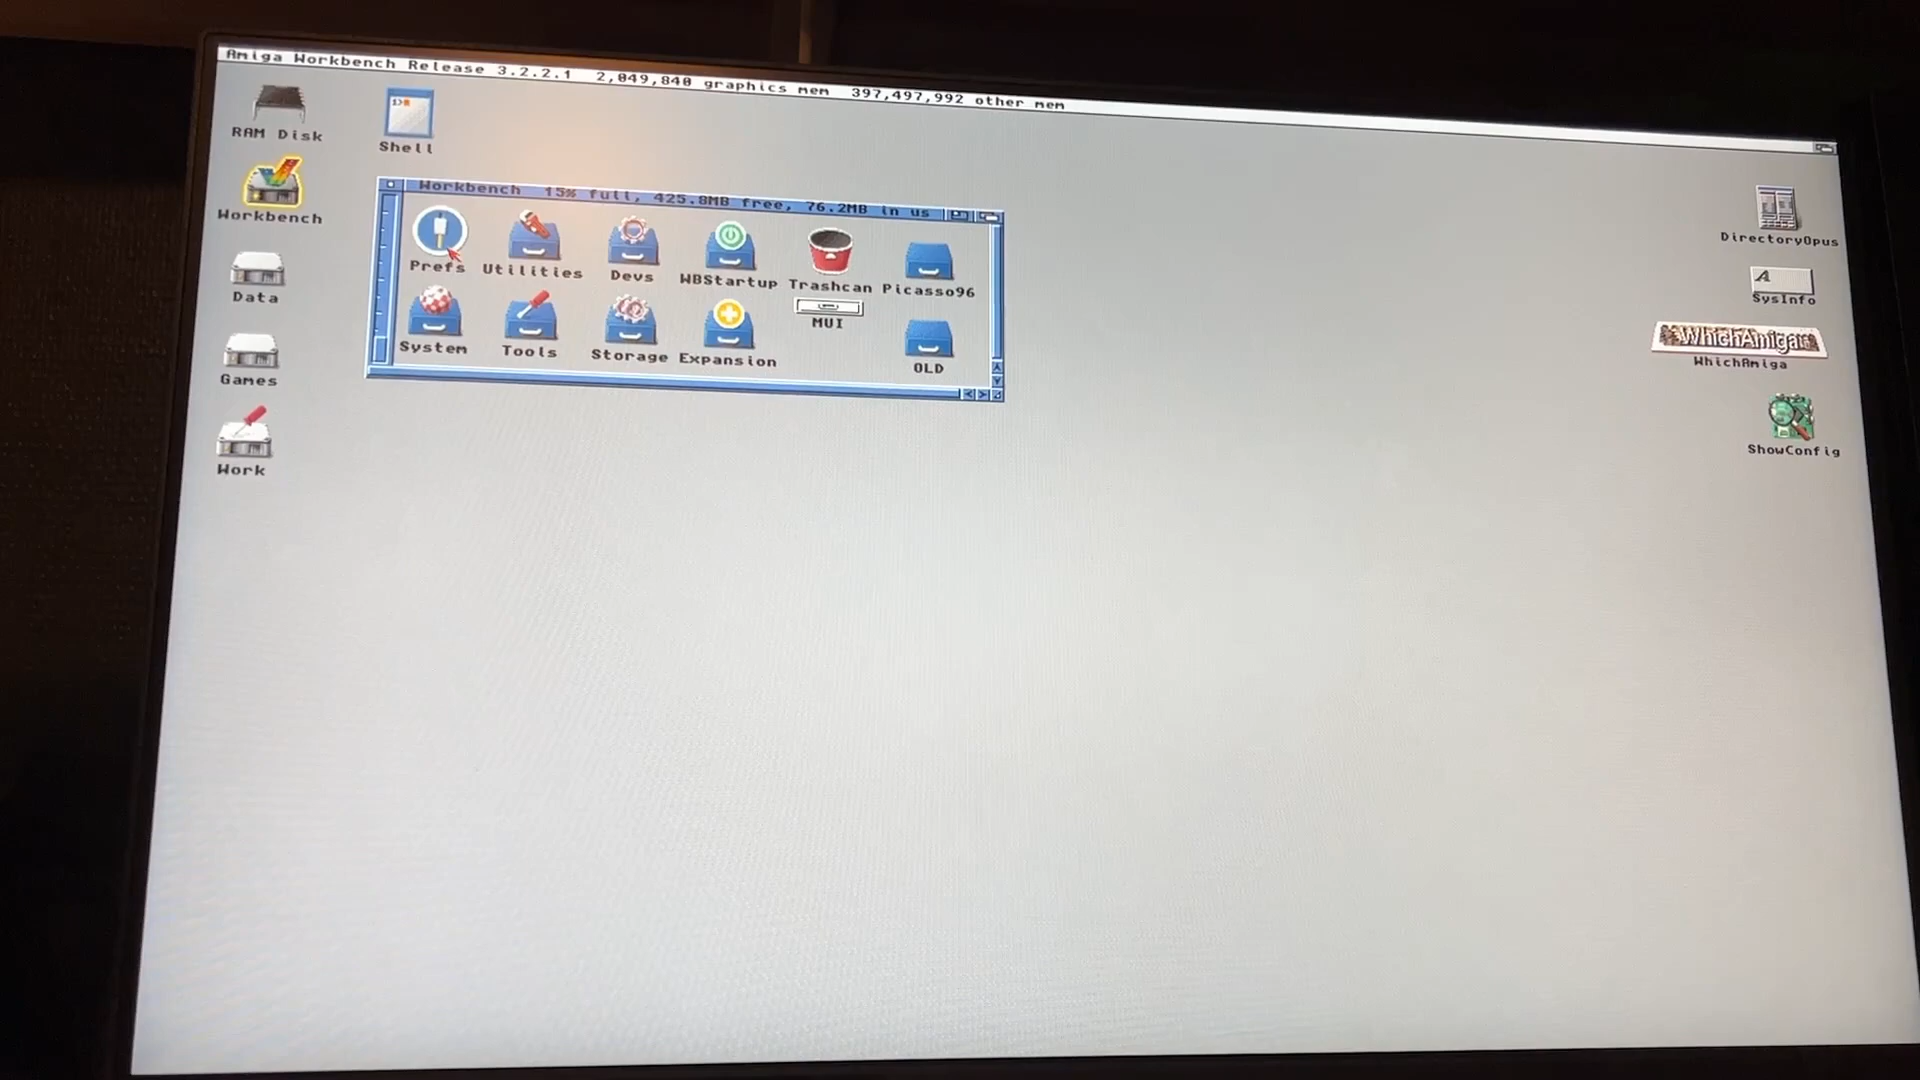 Amiga Workbench Release 3.2.2.1 2,049,840 graphics mem 397,497,992 other mem
RAM Disk
Shell
Workbench
Data
Games
Work
Workbench 15% full, 425.8MB free, 76.2MB in us
Prefs Utilities Devs WBStartup Trashcan Picasso96
System Tools Storage Expansion MUI OLD
DirectoryOpus
A
SysInfo
WhichAmiga
WhichAmiga
ShowConfig